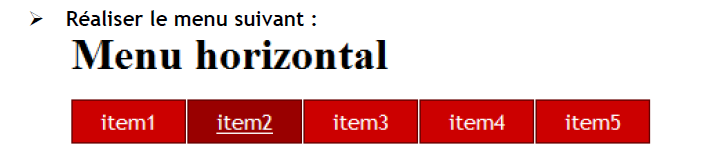 ➢ Réaliser le menu suivant :
Menu horizontal
item1 item2 item3 item4 item5